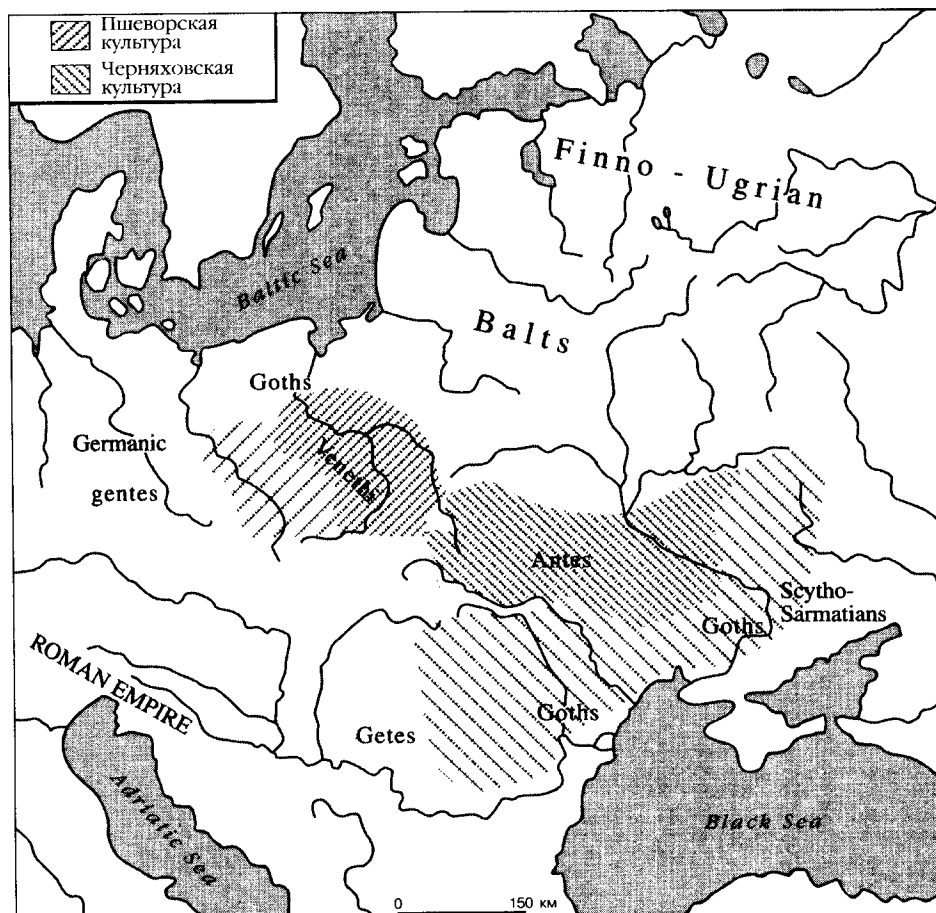 Пшеворская
культура
Черняховская
культура
Finno - Ugrian
Baltic Sea
Balts
Goths
Germanic
gentes
Veneths
Antes
Scytho-
Sarmatians
Goths
ROMAN EMPIRE
Goths
Getes
Adriatic Sea
Black Sea
0 150 км